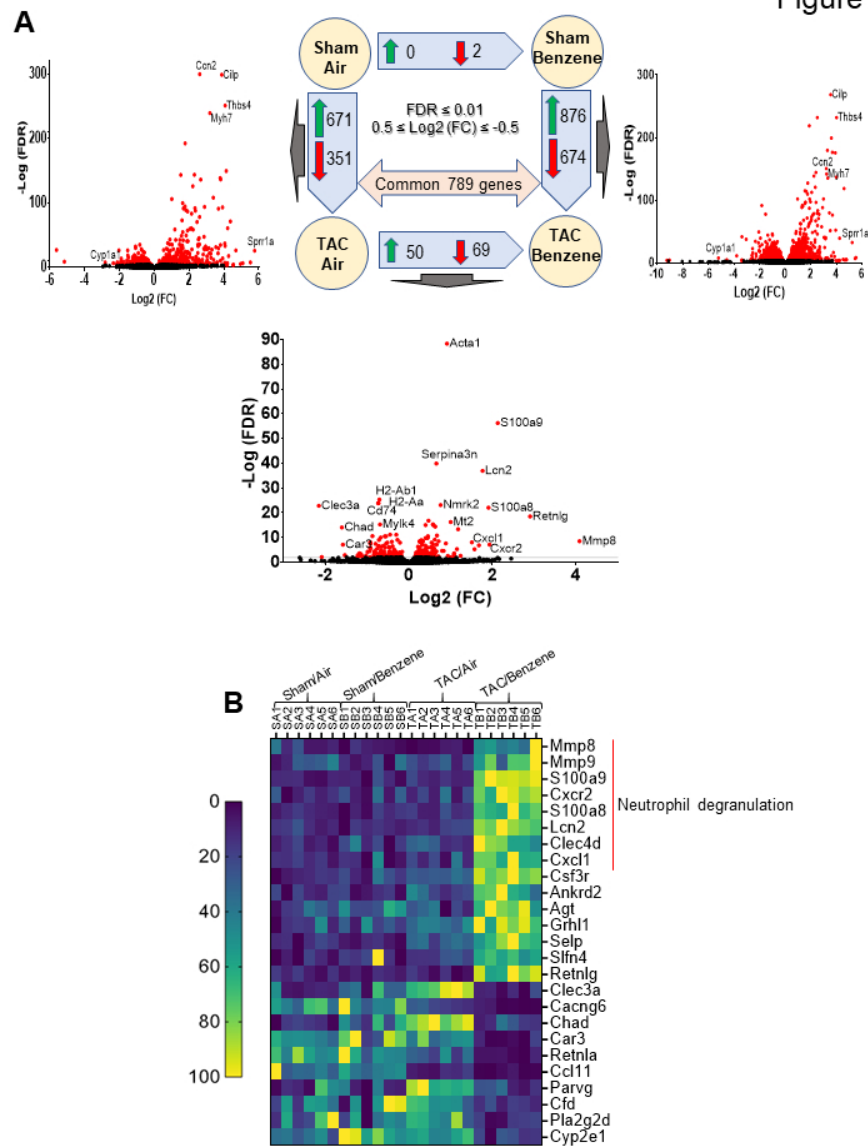 Figure
A
Sham
Air
0
2
Sham
Benzene
671
351
FDR ≤ 0.01
0.5 ≤ Log2 (FC) ≤ -0.5
876
674
Common 789 genes
TAC
Air
50
69
TAC
Benzene
-Log (FDR)
300
200
100
0
Ccn2
Cilp
Thbs4
Myh7
Cyp1a1
Sprr1a
-6 -4 -2 0 2 4 6
Log2 (FC)
-Log (FDR)
300
200
100
0
Cilp
Thbs4
Ccn2
Myh7
Cyp1a1
Sprr1a
-10 -8 -6 -4 -2 0 2 4 6
Log2 (FC)
-Log (FDR)
90
80
70
60
50
40
30
20
10
0
Acta1
S100a9
Serpina3n
Lcn2
H2-Ab1
H2-Aa
Clec3a
Cd74
Nmrk2
S100a8
Retnlg
Chad
Mylk4
Mt2
Car3
Cxcl1
Cxcr2
Mmp8
-2 0 2 4
Log2 (FC)
B
Sham/Air
Sham/Benzene
TAC/Air
TAC/Benzene
SA1 SA2 SA3 SA4 SA5 SA6 SB1 SB2 SB3 SB4 SB5 SB6 TA1 TA2 TA3 TA4 TA5 TA6 TB1 TB2 TB3 TB4 TB5 TB6
0
20
40
60
80
100
Mmp8
Mmp9
S100a9
Cxcr2
S100a8
Lcn2
Clec4d
Cxcl1
Csf3r
Ankrd2
Agt
Grhl1
Selp
Slfn4
Retnlg
Clec3a
Cacng6
Chad
Car3
Retnla
Ccl11
Parvg
Cfd
Pla2g2d
Cyp2e1
Neutrophil degranulation